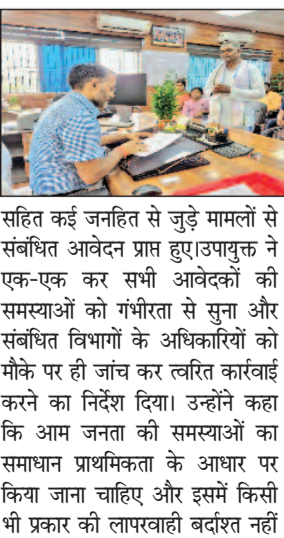 सहित कई जनहित से जुड़े मामलों से
संबंधित आवेदन प्राप्त हुए।उपायुक्त ने
एक-एक कर सभी आवेदकों की
समस्याओं को गंभीरता से सुना और
संबंधित विभागों के अधिकारियों को
मौके पर ही जांच कर त्वरित कार्रवाई
करने का निर्देश दिया। उन्होंने कहा
कि आम जनता की समस्याओं का
समाधान प्राथमिकता के आधार पर
किया जाना चाहिए और इसमें किसी
भी प्रकार की लापरवाही बर्दाश्त नहीं